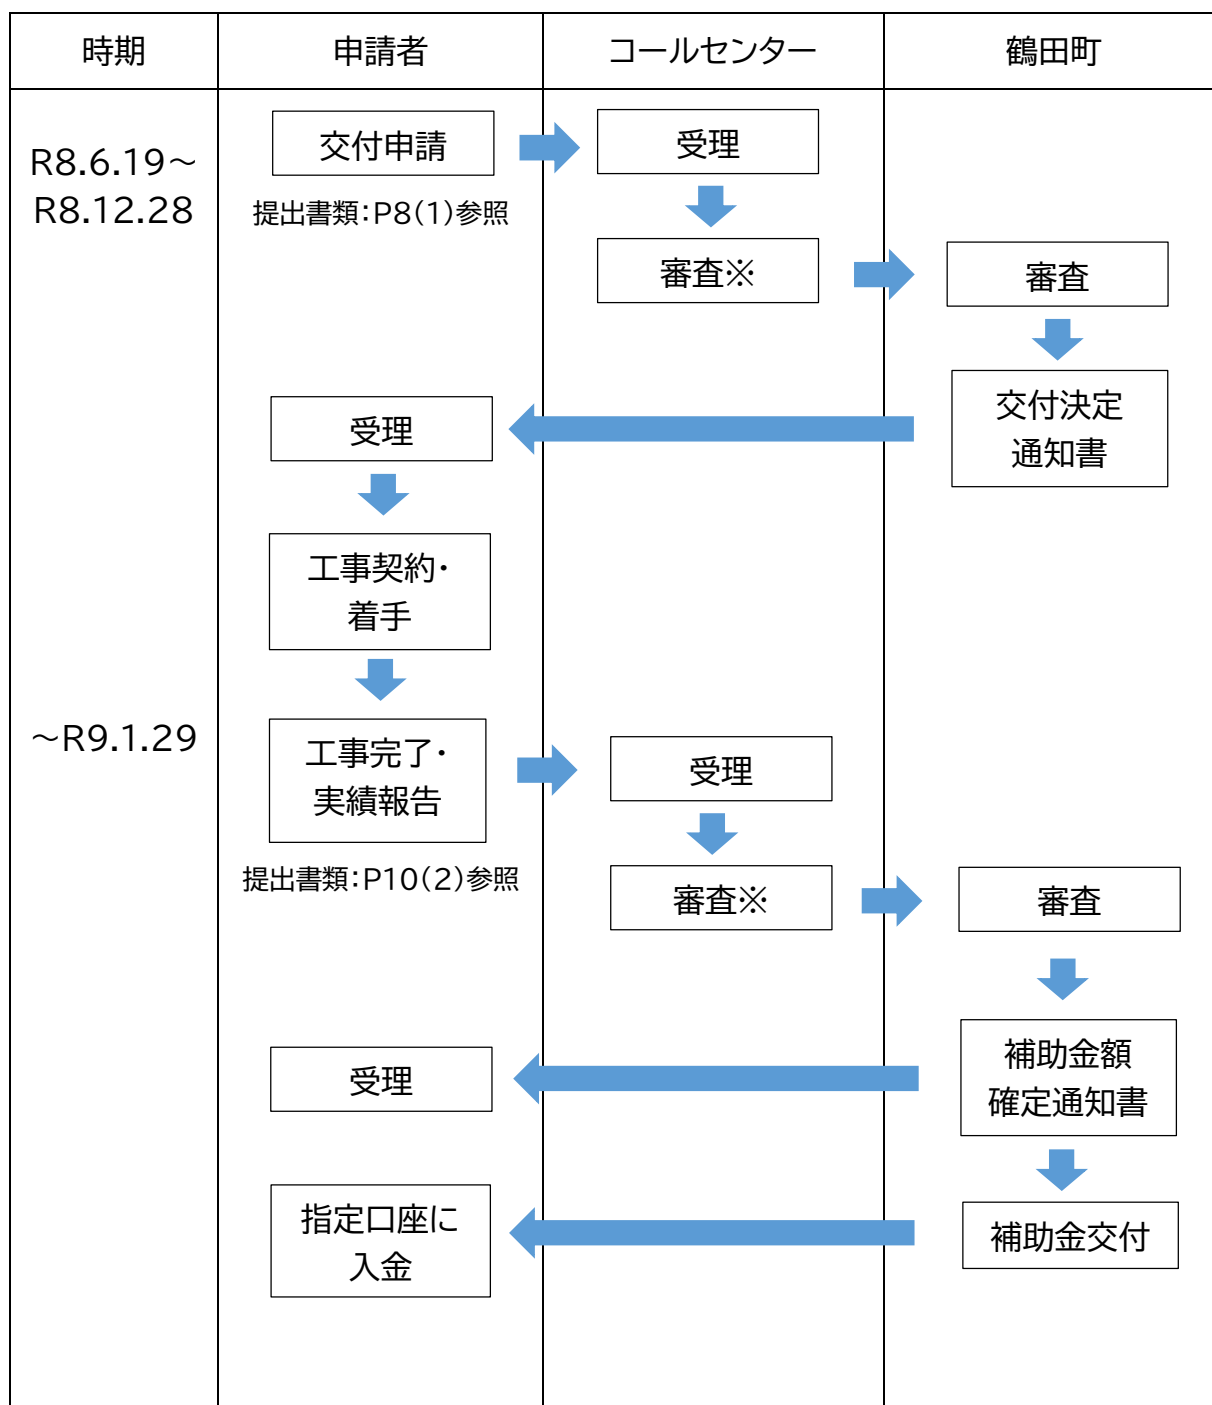 時期
申請者
コールセンター
鶴田町
R8.6.19～
R8.12.28
交付申請
受理
提出書類：P8（1）参照
審査※
審査
交付決定
通知書
受理
工事契約・
着手
～R9.1.29
工事完了・
実績報告
受理
提出書類：P10（2）参照
審査※
審査
補助金額
確定通知書
受理
指定口座に
入金
補助金交付